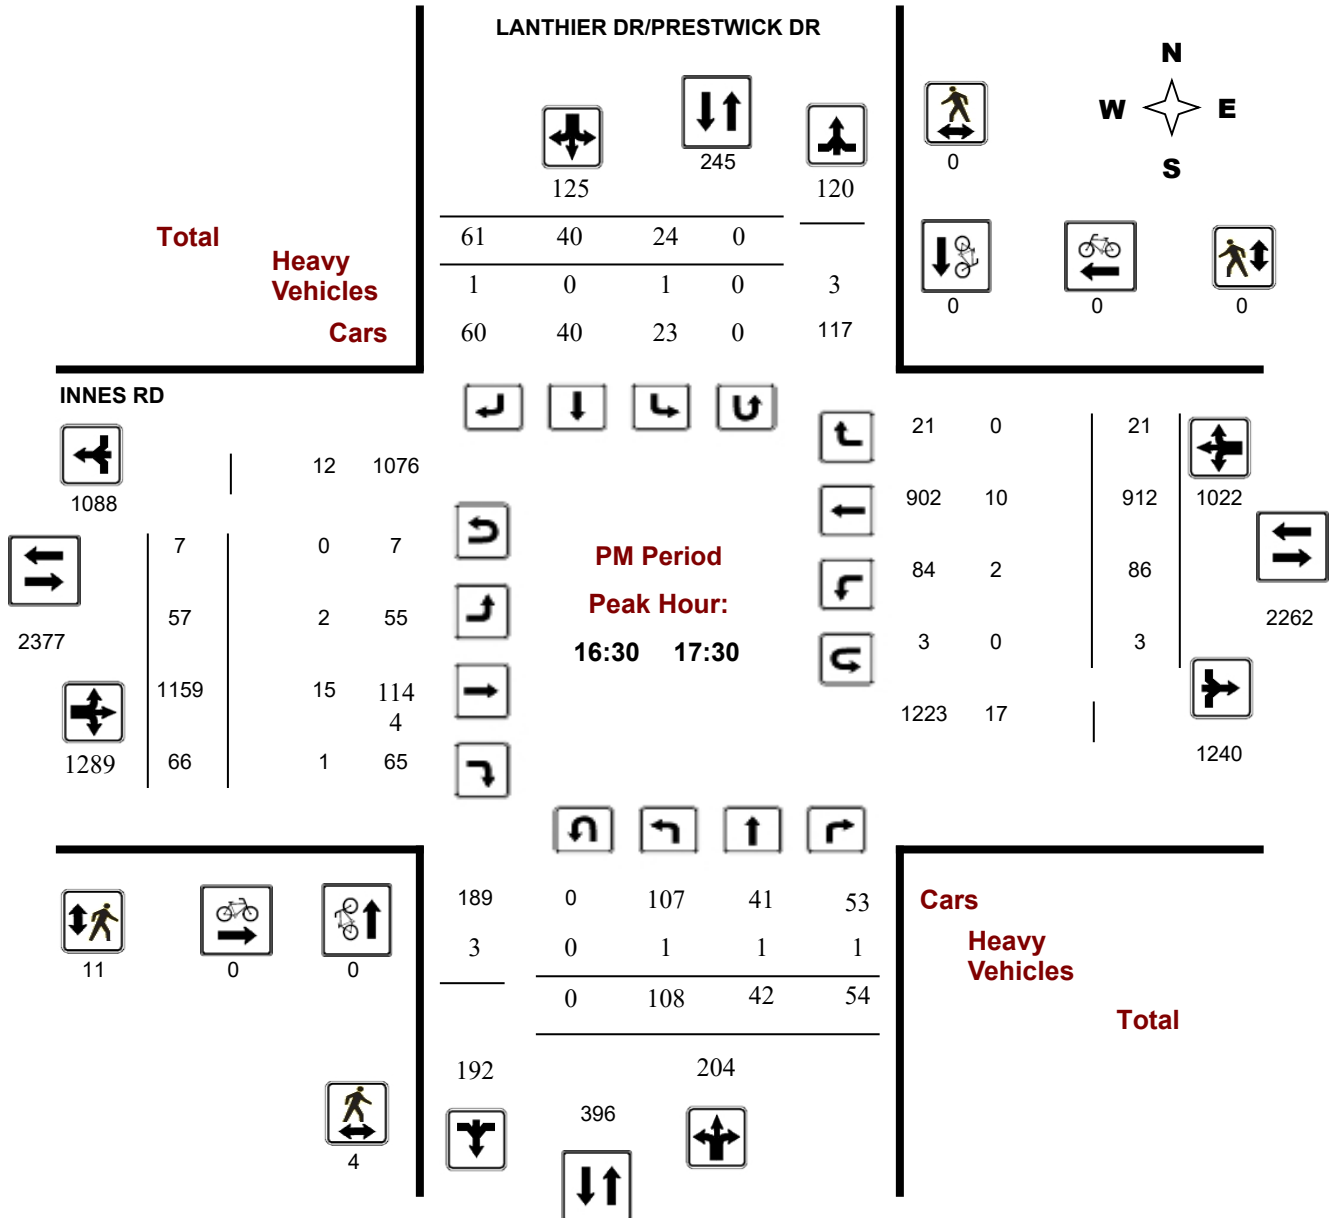 LANTHIER DR/PRESTWICK DR
N
W E
S
245
0
125 120
Total 61 40 24 0
Heavy
Vehicles 1 0 1 0 3
0 0 0
Cars 60 40 23 0 117
INNES RD
21 0 21
12 1076
1088
902 10 912 1022
7 0 7
PM Period
84 2 86
57 2 55
Peak Hour:
2262
2377
16:30 17:30
3 0 3
1159 15 114
4
1223 17
1240
1289 66 1 65
189 0 107 41 53 Cars
3 0 1 1 1 Heavy
Vehicles
11 0 0
0 108 42 54
Total
192 204
396
4